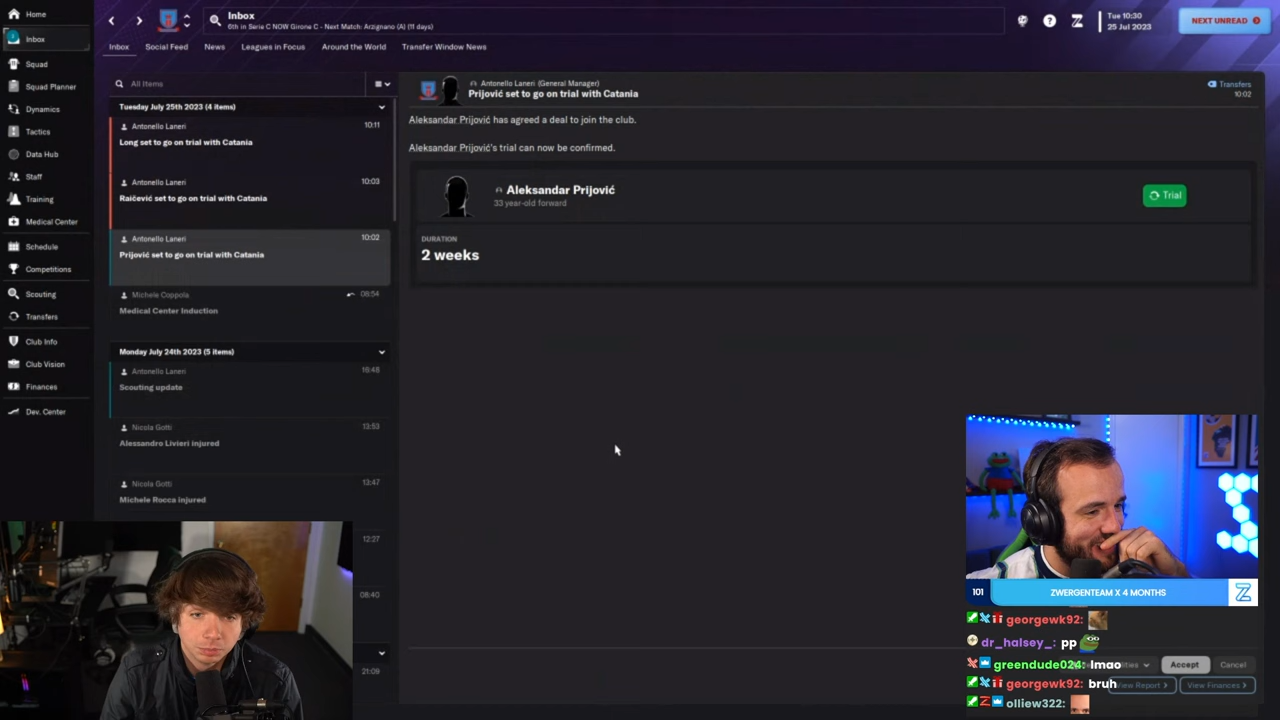 Home
Inbox
Squad
Squad Planner
Dynamics
Tactics
Data Hub
Staff
Training
Medical Center
Schedule
Competitions
Scouting
Transfers
Club Info
Club Vision
Finances
Dev. Center
Inbox
6th in Serie C NOW Girone C - Next Match: Arzignano (A) (11 days)
Tue 10:30
25 Jul 2023
NEXT UNREAD
Inbox Social Feed News Leagues in Focus Around the World Transfer Window News
All Items
Tuesday July 25th 2023 (4 items)
Antonello Laneri 10:11
Long set to go on trial with Catania
Antonello Laneri 10:03
Raičević set to go on trial with Catania
Antonello Laneri 10:02
Prijović set to go on trial with Catania
Michele Coppola 08:54
Medical Center Induction
Monday July 24th 2023 (5 items)
Antonello Laneri 16:48
Scouting update
Nicola Gotti 13:53
Alessandro Livieri injured
Nicola Gotti 13:47
Michele Rocca injured
12:27
08:40
21:09
Antonello Laneri (General Manager)
Prijović set to go on trial with Catania
Transfers
10:02
Aleksandar Prijović has agreed a deal to join the club.
Aleksandar Prijović's trial can now be confirmed.
Aleksandar Prijović
33 year-old forward
Trial
DURATION
2 weeks
101 ZWERGENTEAM X 4 MONTHS Z
georgewk92:
dr_halsey_: pp
greendude024: lmao
georgewk92: bruh
olliew322:
Accept Cancel
View Report View Finances